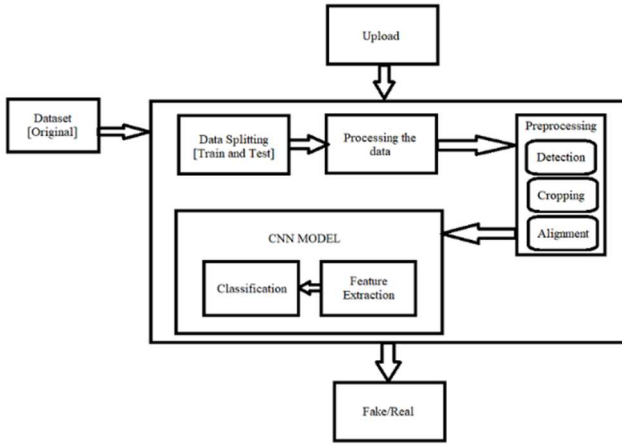 Upload
Dataset
[Original]
Data Splitting
[Train and Test]
Processing the
data
Preprocessing
Detection
Cropping
Alignment
CNN MODEL
Classification
Feature
Extraction
Fake/Real